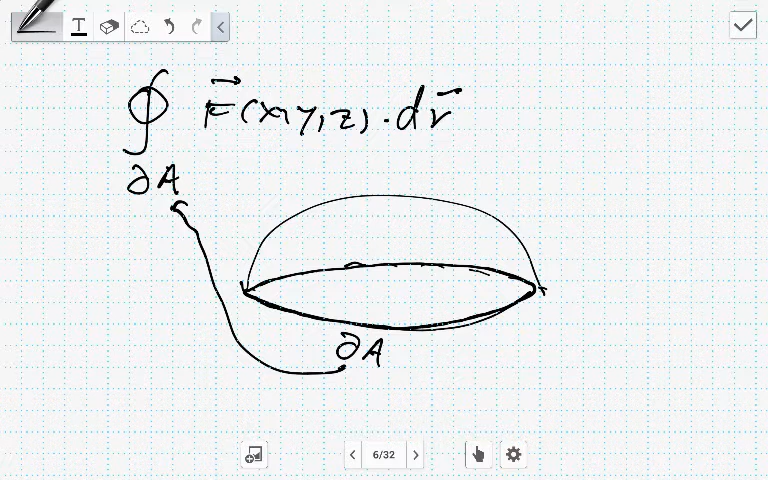 T
∮ F⃗(x,y,z)·dr⃗
∂A
∂A
6/32